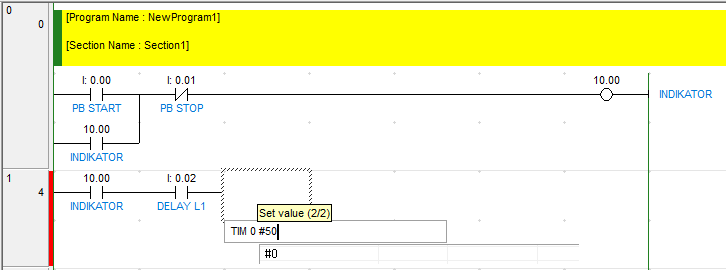 0
0
[Program Name : NewProgram1]
[Section Name : Section1]
I: 0.00
I: 0.01
10.00
PB START
PB STOP
INDIKATOR
10.00
INDIKATOR
1
4
10.00
I: 0.02
INDIKATOR
DELAY L1
Set value (2/2)
TIM 0 #50
#0